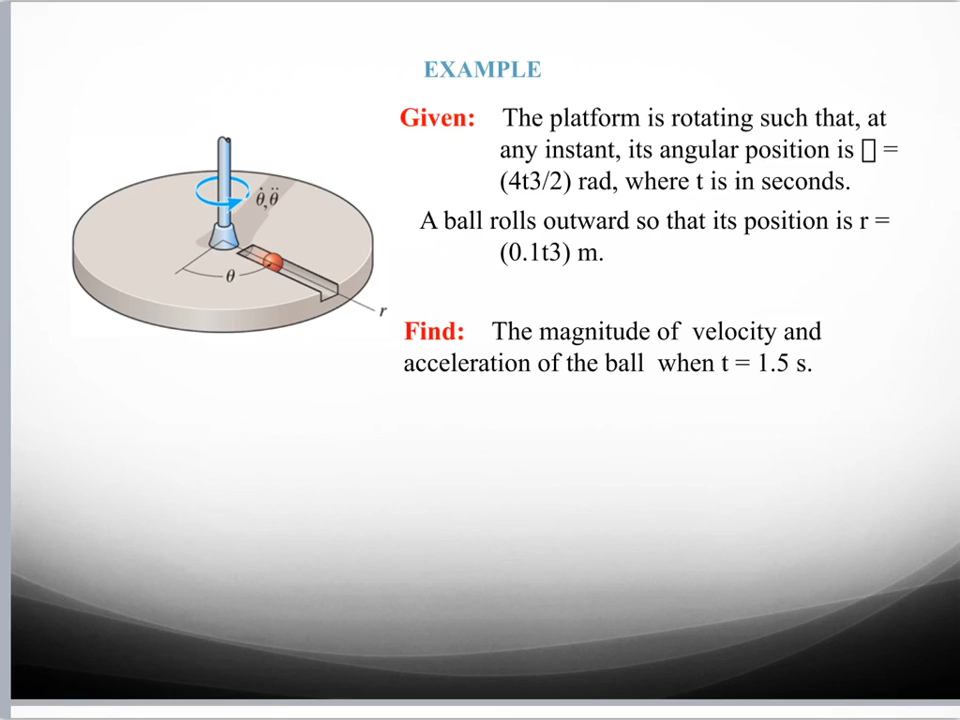 EXAMPLE
Given: The platform is rotating such that, at
any instant, its angular position is ▯ =
(4t3/2) rad, where t is in seconds.
A ball rolls outward so that its position is r =
(0.1t3) m.
θ̇, θ̈
θ
r
Find: The magnitude of velocity and
acceleration of the ball when t = 1.5 s.